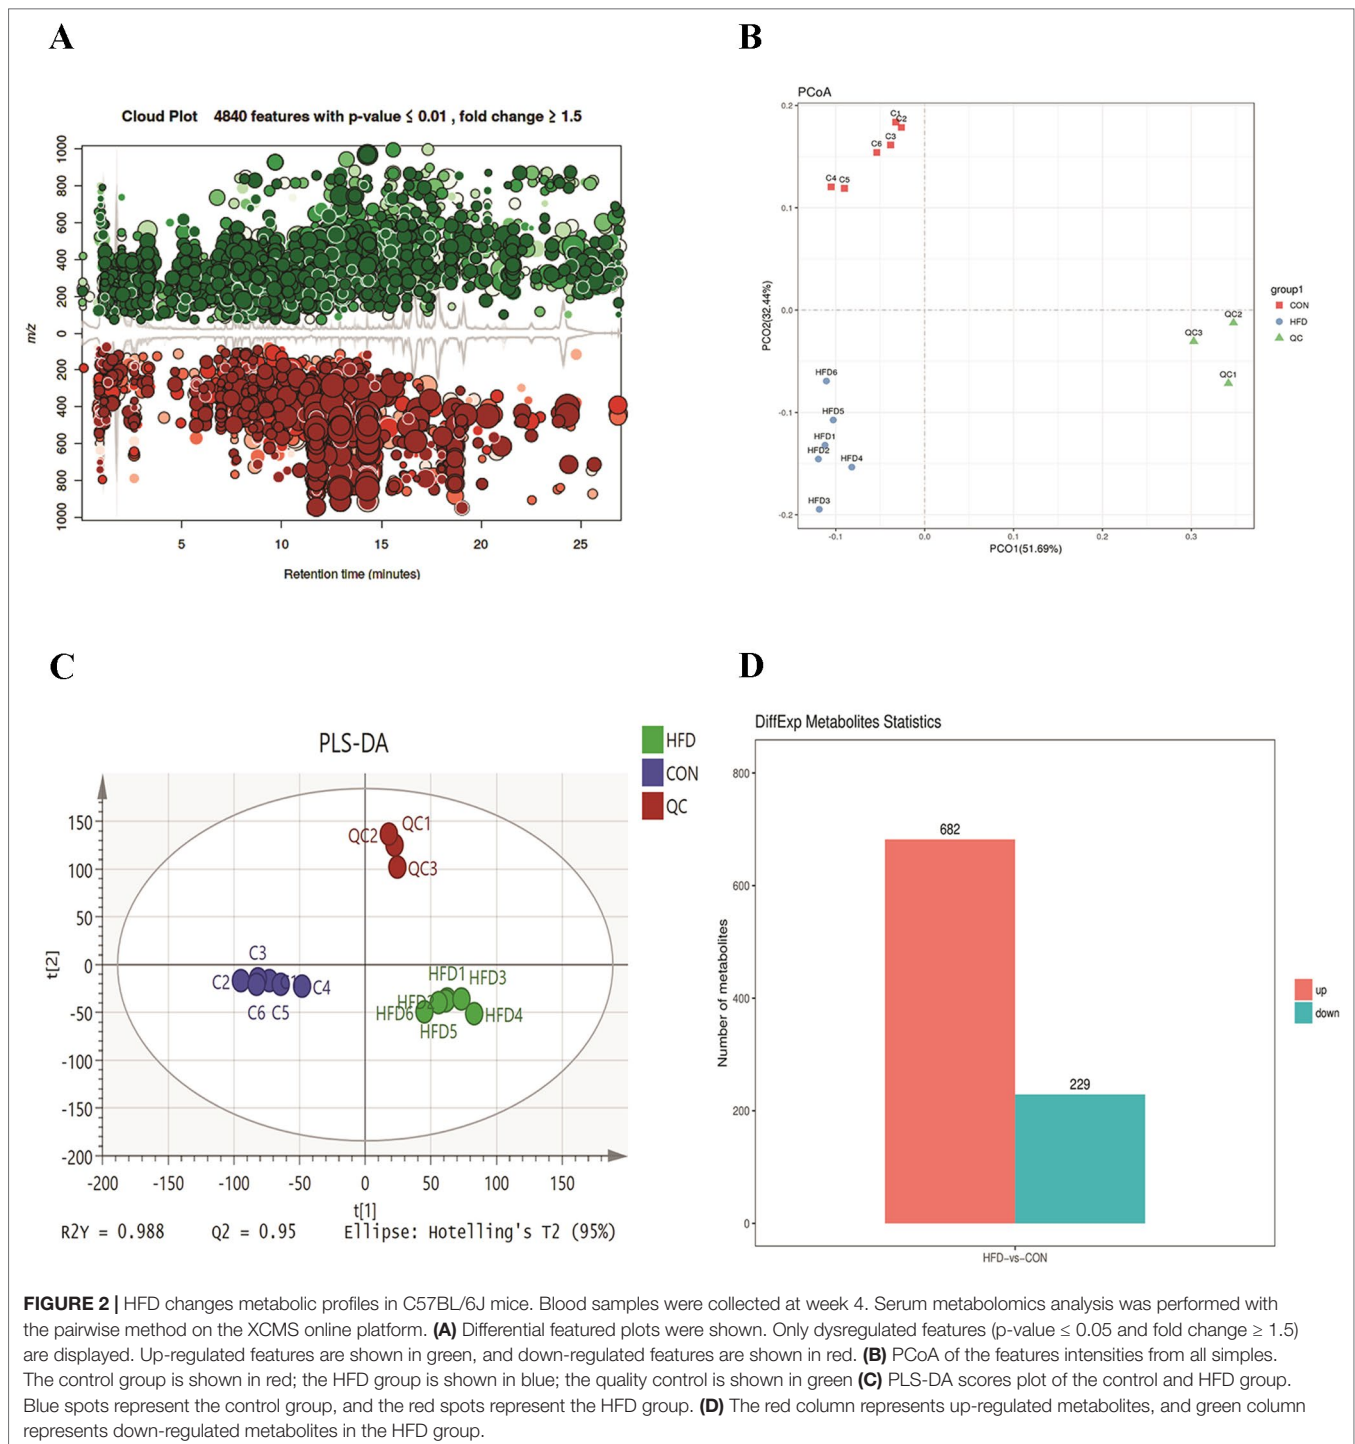 A
Cloud Plot 4840 features with p-value ≤ 0.01 , fold change ≥ 1.5
1000
800
600
400
200
0
200
400
600
800
1000
m/z
5 10 15 20 25
Retention time (minutes)
B
PCoA
0.2
0.1
0.0
-0.1
-0.2
PCO2(32.44%)
C1
C2
C3
C6
C4 C5
QC2
QC3
QC1
HFD6
HFD5
HFD1
HFD2
HFD4
HFD3
-0.1 0.0 0.1 0.2 0.3
PCO1(51.69%)
group1
CON
HFD
QC
C
PLS-DA
HFD
CON
QC
150
100
50
0
-50
-100
-150
-200
t[2]
QC1
QC2
QC3
C3
C2
C4
C6 C5
HFD1 HFD3
HFD2
HFD6 HFD4
HFD5
-200 -150 -100 -50 0 50 100 150
t[1]
R2Y = 0.988 Q2 = 0.95 Ellipse: Hotelling's T2 (95%)
D
DiffExp Metabolites Statistics
800
600
400
200
0
Number of metabolites
682
229
HFD-vs-CON
up
down
FIGURE 2 | HFD changes metabolic profiles in C57BL/6J mice. Blood samples were collected at week 4. Serum metabolomics analysis was performed with
the pairwise method on the XCMS online platform. (A) Differential featured plots were shown. Only dysregulated features (p-value ≤ 0.05 and fold change ≥ 1.5)
are displayed. Up-regulated features are shown in green, and down-regulated features are shown in red. (B) PCoA of the features intensities from all simples.
The control group is shown in red; the HFD group is shown in blue; the quality control is shown in green (C) PLS-DA scores plot of the control and HFD group.
Blue spots represent the control group, and the red spots represent the HFD group. (D) The red column represents up-regulated metabolites, and green column
represents down-regulated metabolites in the HFD group.